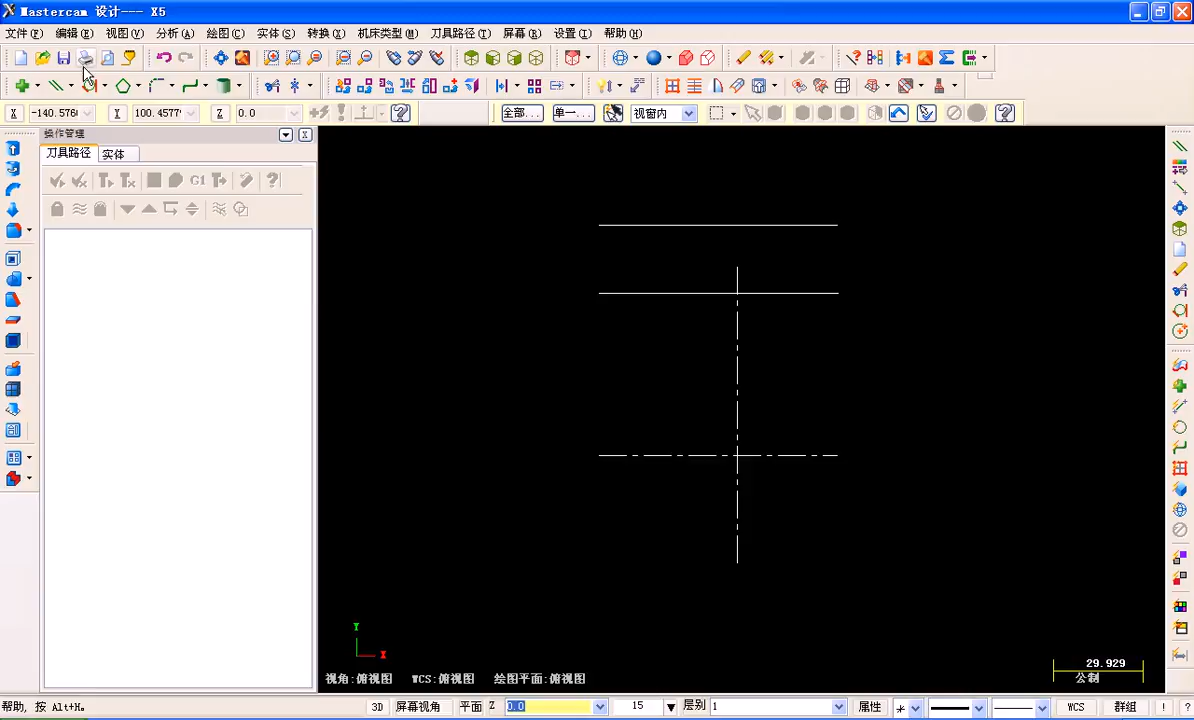 Mastercam 设计--- X5
文件(F) 编辑(E) 视图(V) 分析(A) 绘图(C) 实体(S) 转换(X) 机床类型(M) 刀具路径(T) 屏幕(R) 设置(I) 帮助(H)
X -140.576 Y 100.4577 Z 0.0 全部... 单一... 视窗内
操作管理
刀具路径 实体
G1
Y
X
29.929
公制
视角:俯视图 WCS:俯视图 绘图平面:俯视图
帮助, 按 Alt+H。 3D 屏幕视角 平面 Z 0.0 15 层别 1 属性 WCS 群组 ! ?